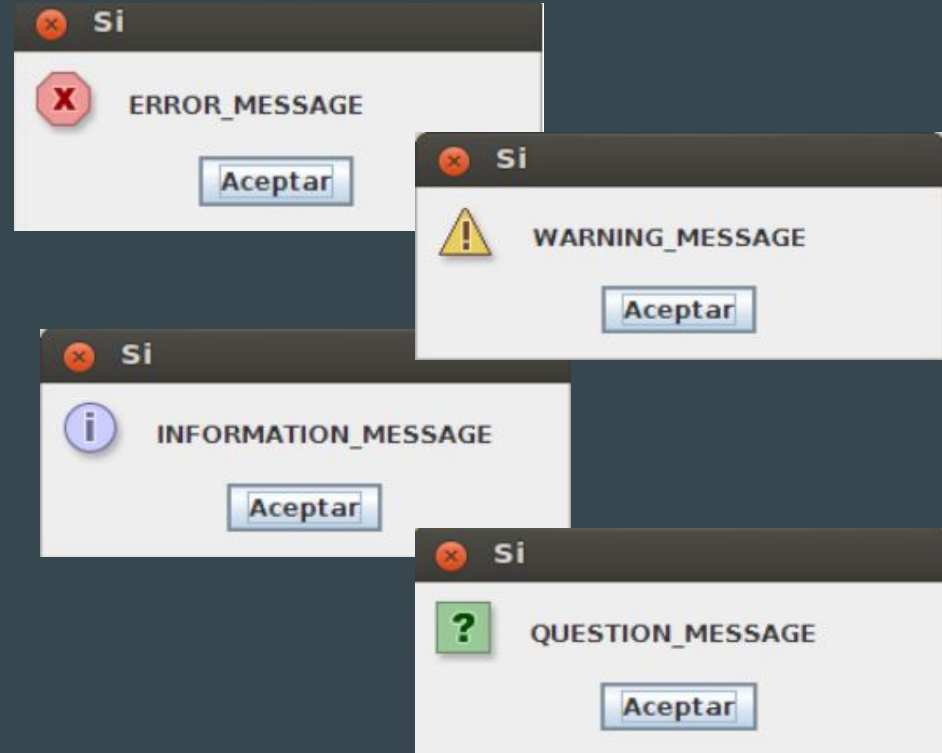 Si
ERROR_MESSAGE
Aceptar
Si
WARNING_MESSAGE
Aceptar
Si
INFORMATION_MESSAGE
Aceptar
Si
QUESTION_MESSAGE
Aceptar